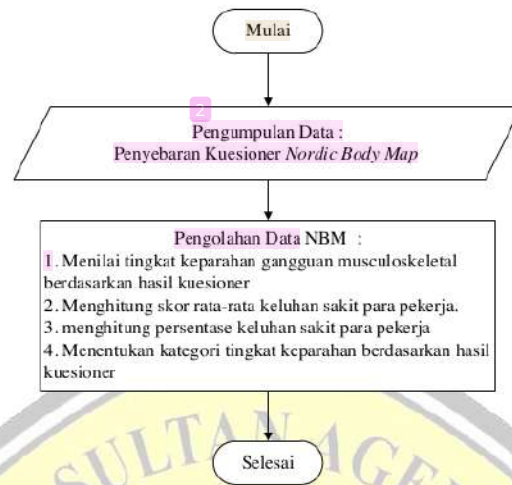 Mulai
2
Pengumpulan Data :
Penyebaran Kuesioner Nordic Body Map
Pengolahan Data NBM :
1. Menilai tingkat keparahan gangguan musculoskeletal
berdasarkan hasil kuesioner
2. Menghitung skor rata-rata keluhan sakit para pekerja.
3. menghitung persentase keluhan sakit para pekerja
4. Menentukan kategori tingkat keparahan berdasarkan hasil
kuesioner
Selesai
SULTAN AGE